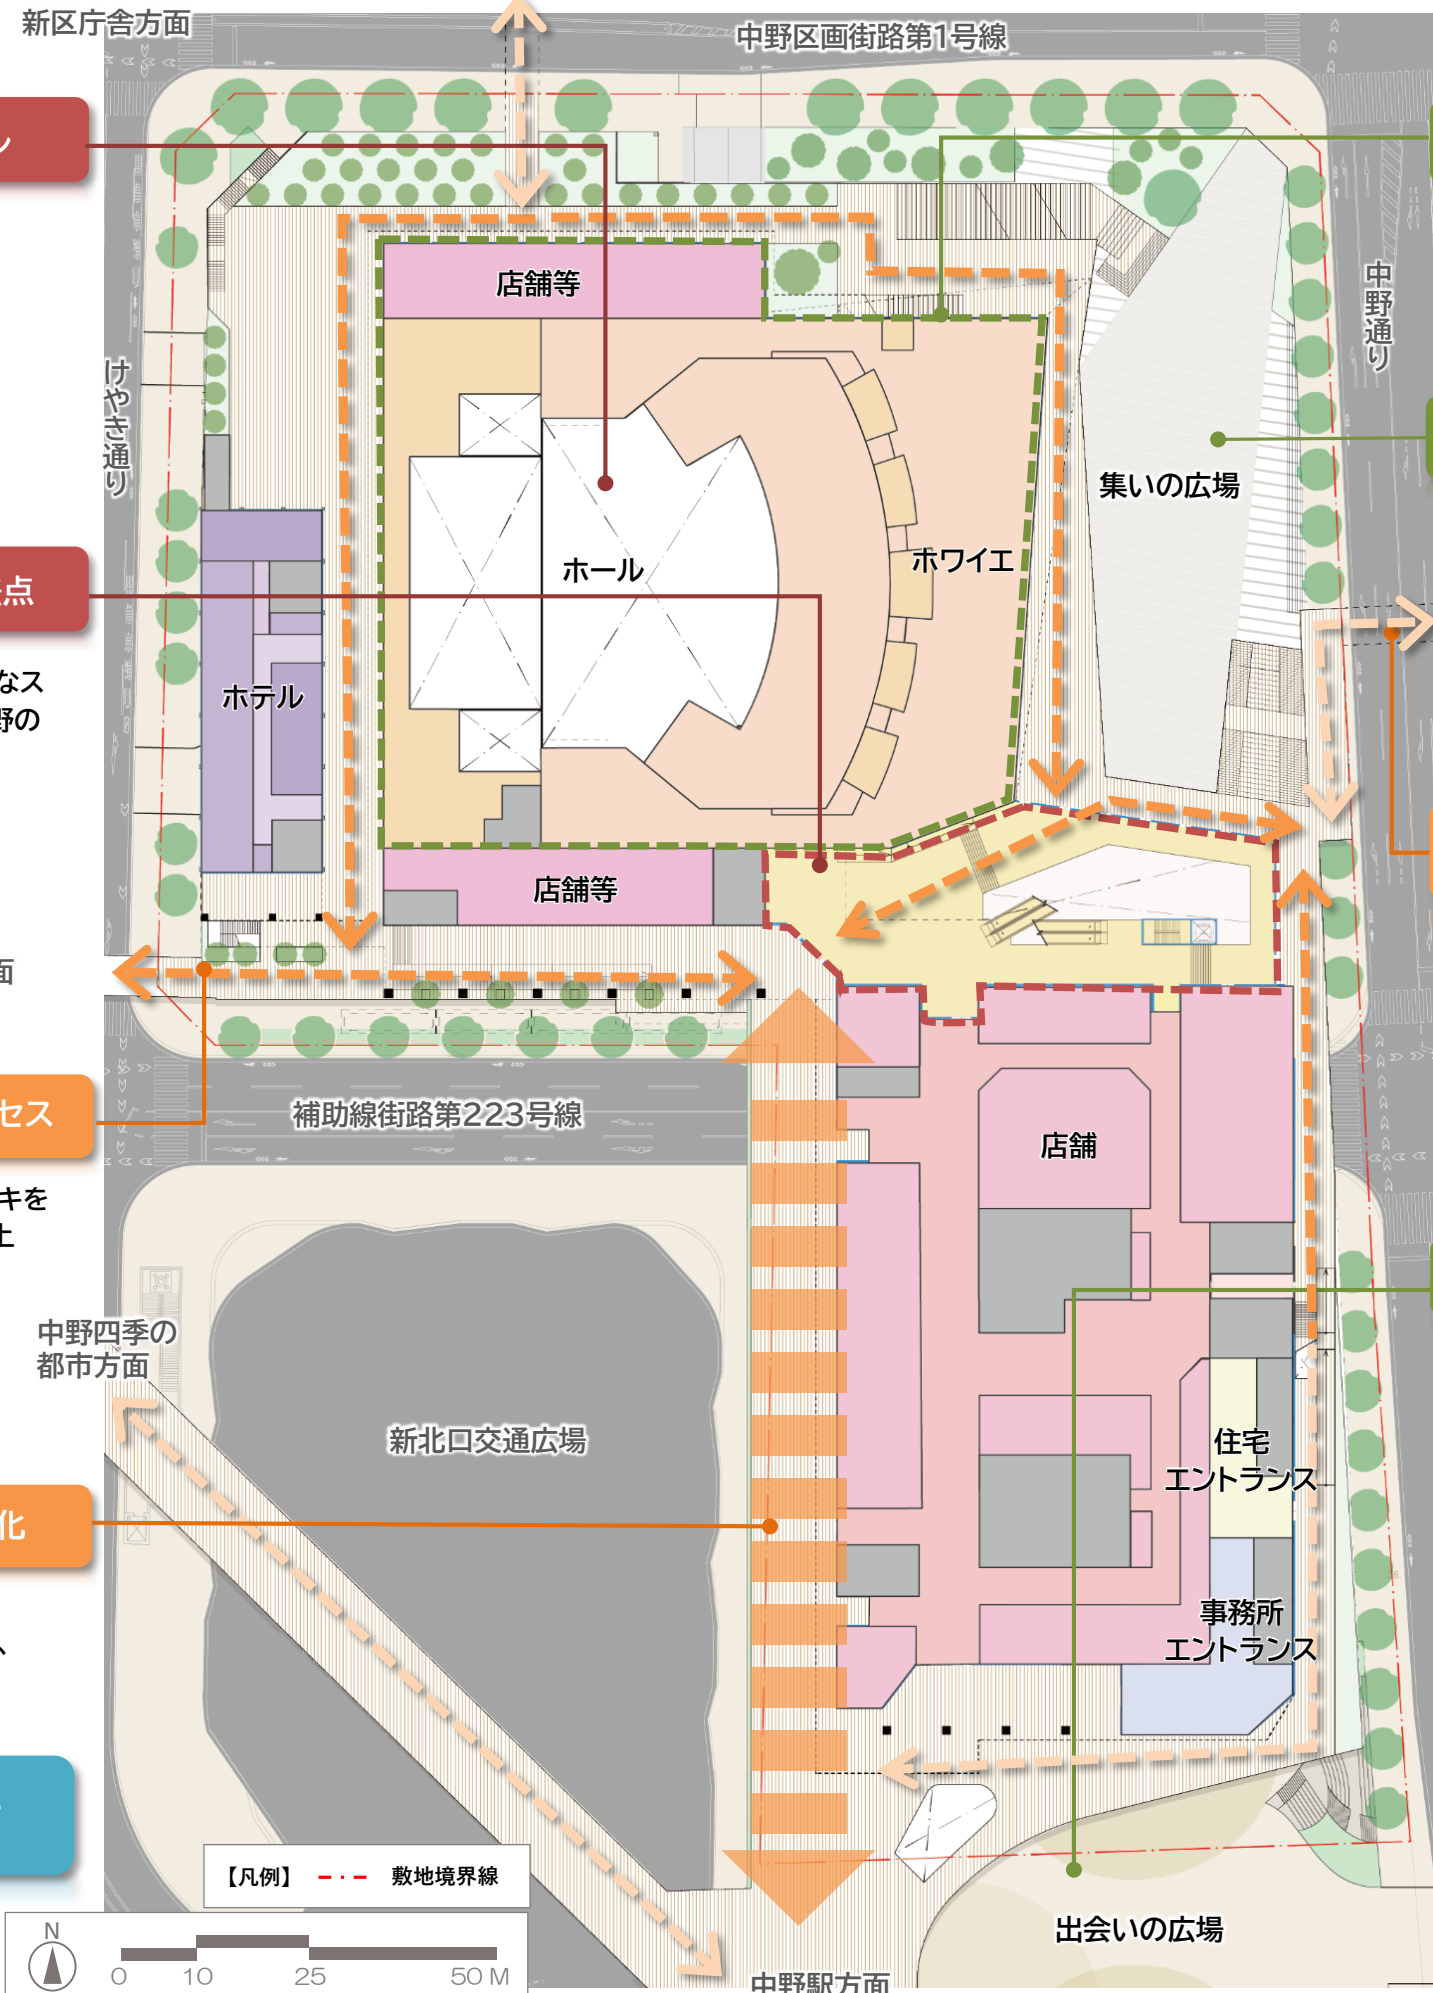 新区庁舎方面
中野区画街路第1号線
ン
中野通り
店舗等
けやき通り
集いの広場
ホール
ホワイエ
点
なス
野の
ホテル
店舗等
面
セス
補助線街路第223号線
店舗
キを
上
中野四季の
都市方面
新北口交通広場
住宅
エントランス
化
事務所
エントランス
、
【凡例】 敷地境界線
出会いの広場
N
0 10 25 50 M
中野駅方面